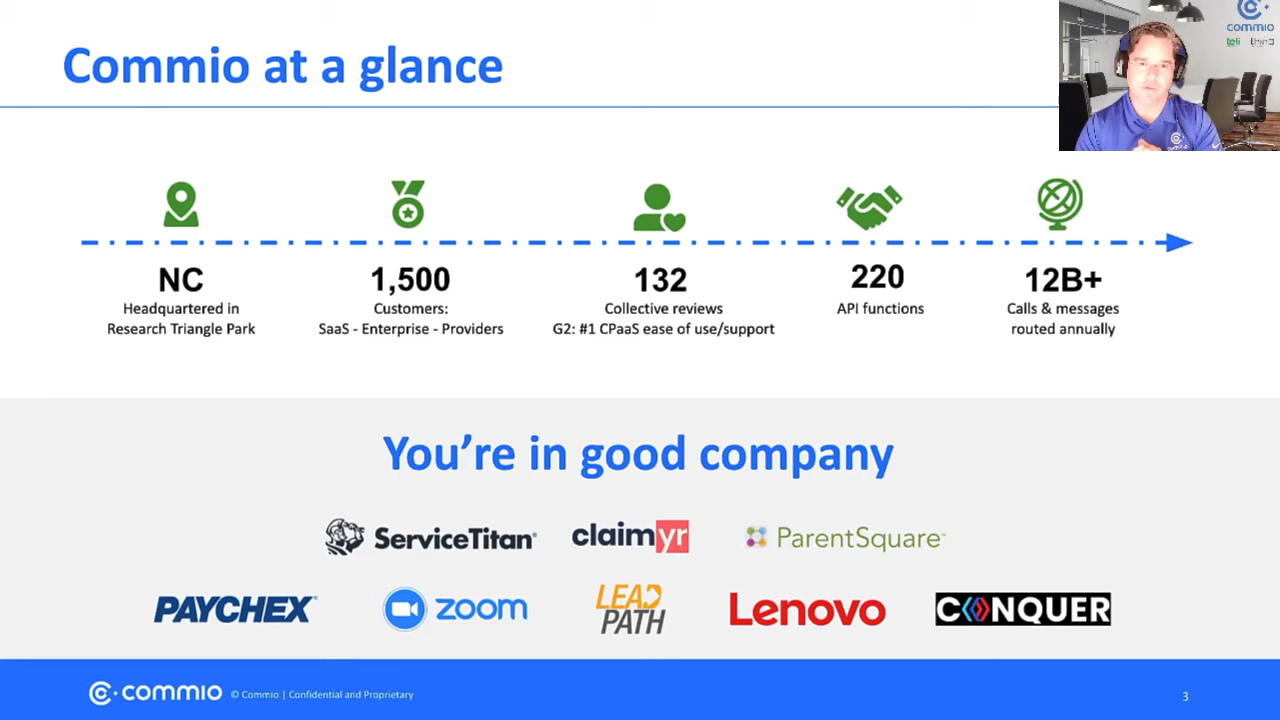 Commio at a glance
COMMIO
teli
NC
Headquartered in
Research Triangle Park
1,500
Customers:
SaaS - Enterprise - Providers
132
Collective reviews
G2: #1 CPaaS ease of use/support
220
API functions
12B+
Calls & messages
routed annually
You’re in good company
ServiceTitan®
claimyr
ParentSquare™
PAYCHEX
zoom
LEAD
PATH
Lenovo
CONQUER
commio © Commio | Confidential and Proprietary
3